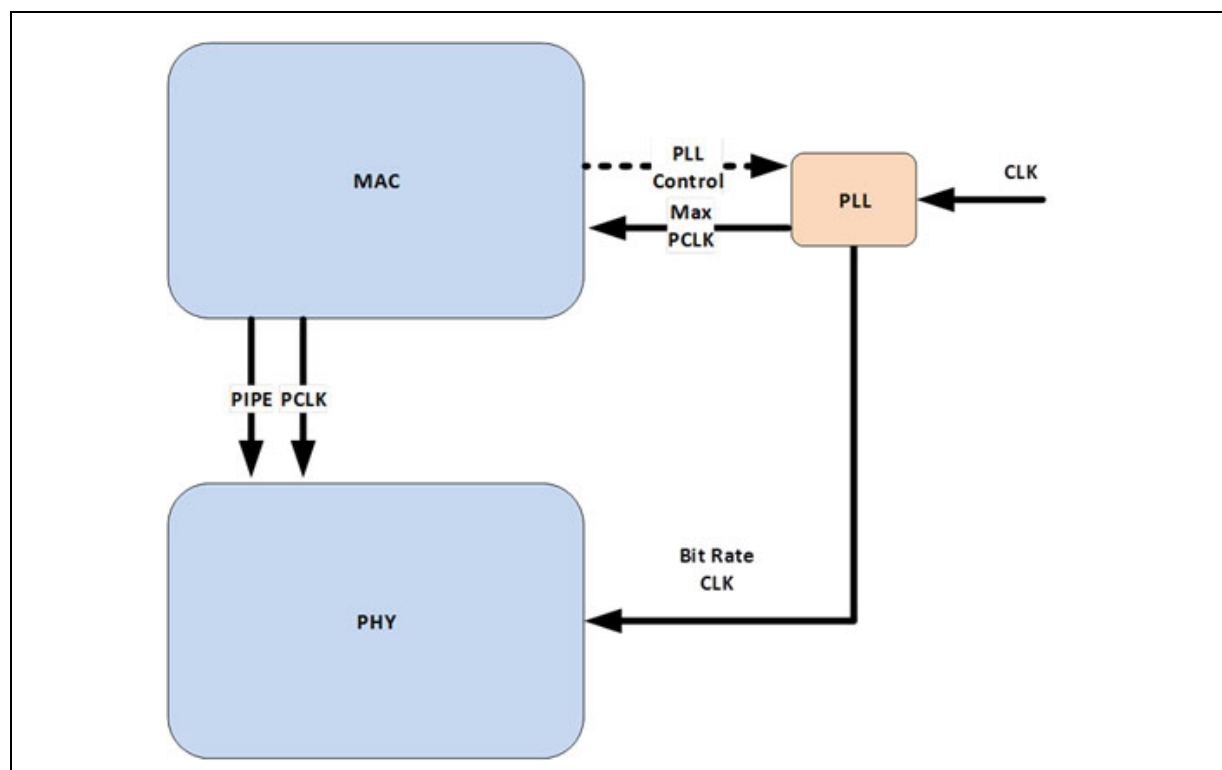 MAC
PLL
Control
Max
PCLK
PLL
CLK
PIPE
PCLK
Bit Rate
CLK
PHY